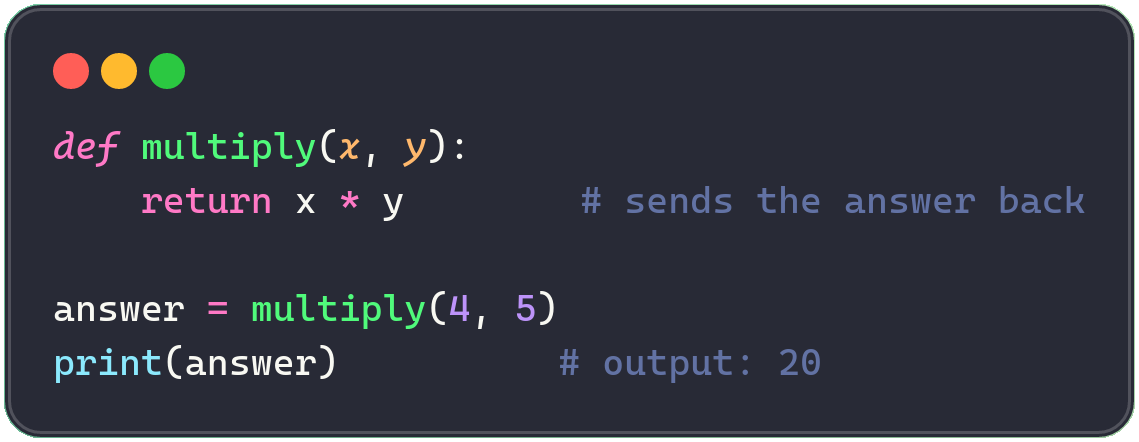 def multiply(x, y):
    return x * y        # sends the answer back
answer = multiply(4, 5)
print(answer)          # output: 20